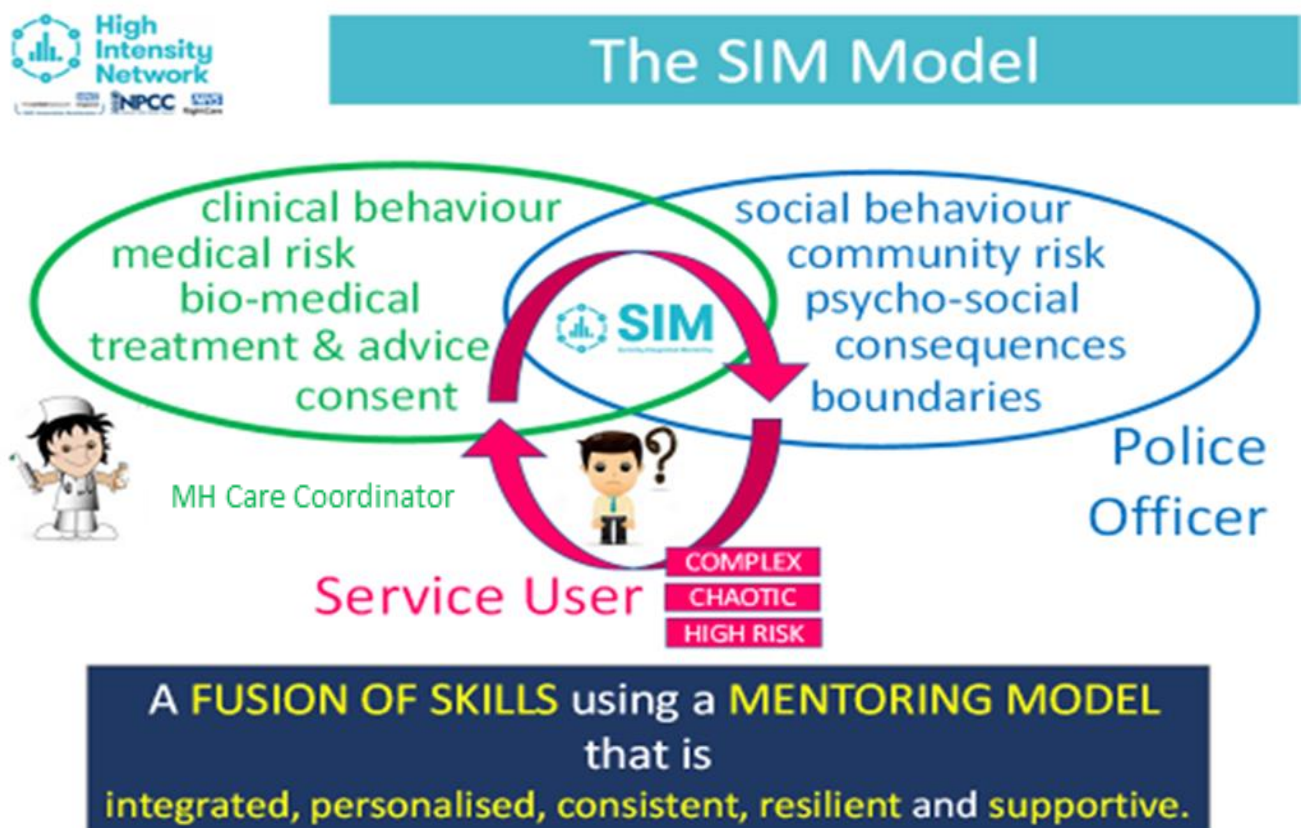 High
Intensity
Network
NPCC
NHS
RightCare
The SIM Model
clinical behaviour
medical risk
bio-medical
treatment & advice
consent
social behaviour
community risk
psycho-social
consequences
boundaries
SIM
MH Care Coordinator
Police
Officer
?
Service User
COMPLEX
CHAOTIC
HIGH RISK
A FUSION OF SKILLS using a MENTORING MODEL
that is
integrated, personalised, consistent, resilient and supportive.